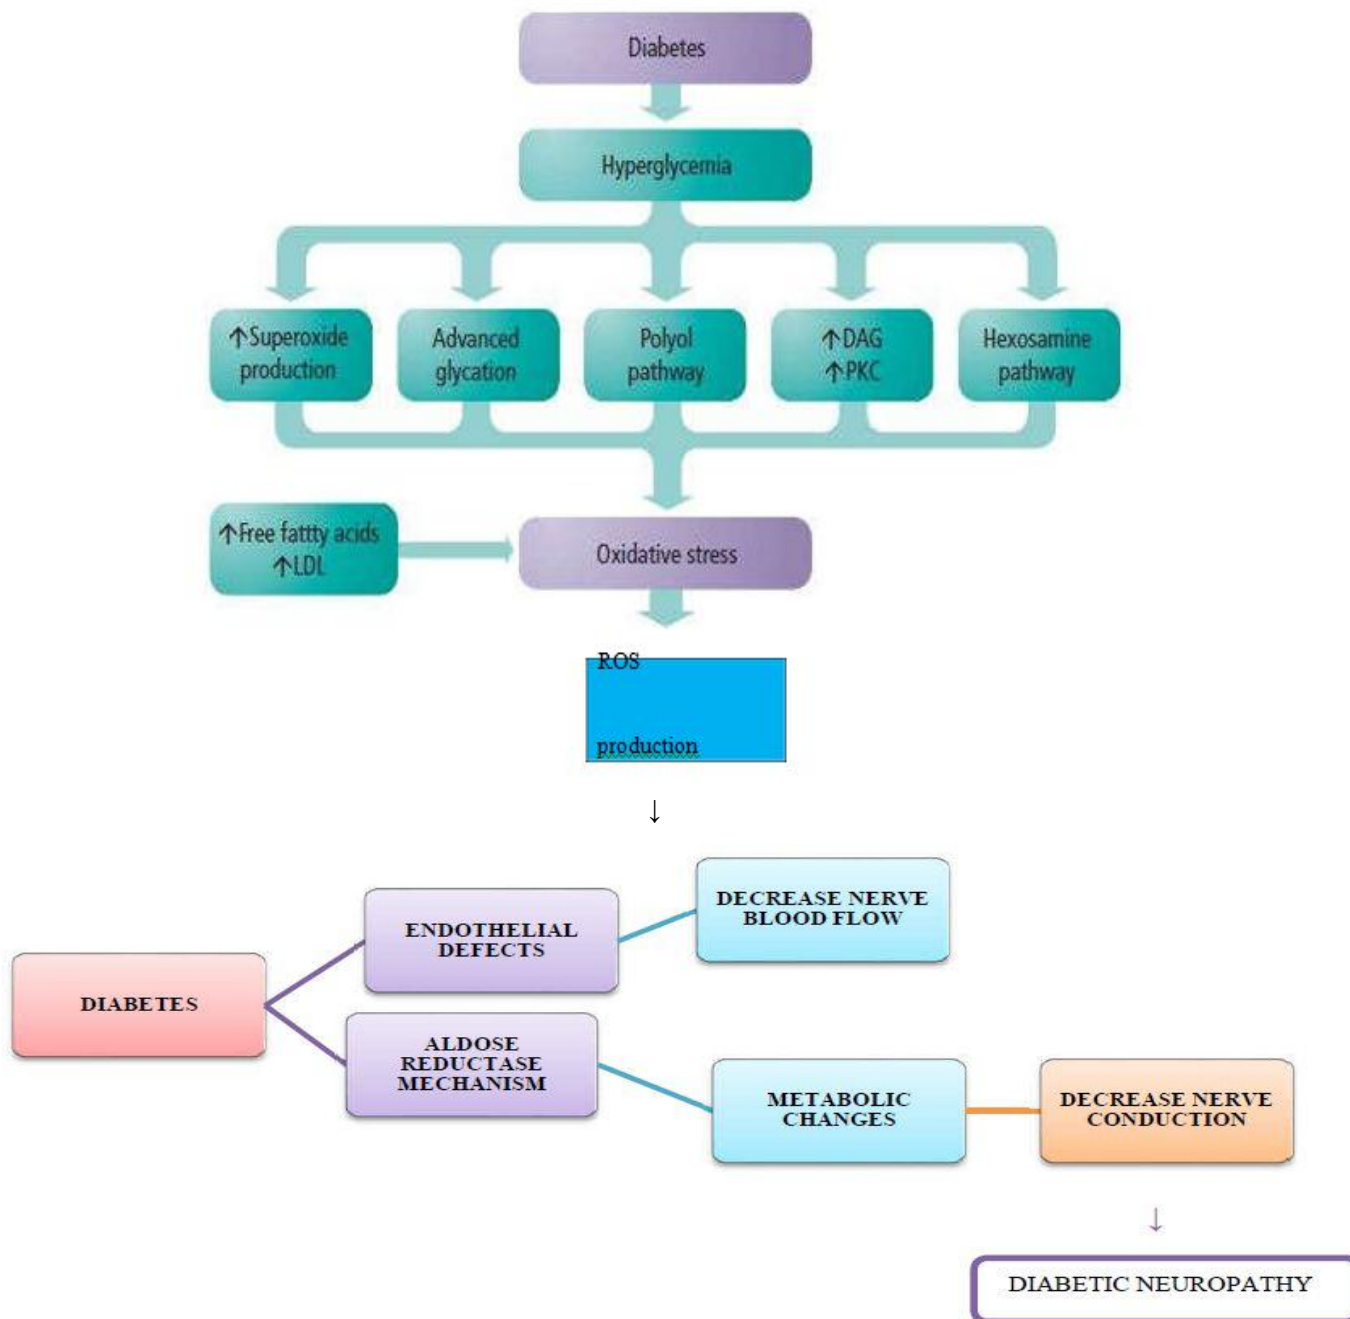 Diabetes
Hyperglycemia
↑Superoxide
production
Advanced
glycation
Polyol
pathway
↑DAG
↑PKC
Hexosamine
pathway
↑Free fattty acids
↑LDL
Oxidative stress
ROS
production
↓
DECREASE NERVE
BLOOD FLOW
ENDOTHELIAL
DEFECTS
DIABETES
ALDOSE
REDUCTASE
MECHANISM
METABOLIC
CHANGES
DECREASE NERVE
CONDUCTION
↓
DIABETIC NEUROPATHY